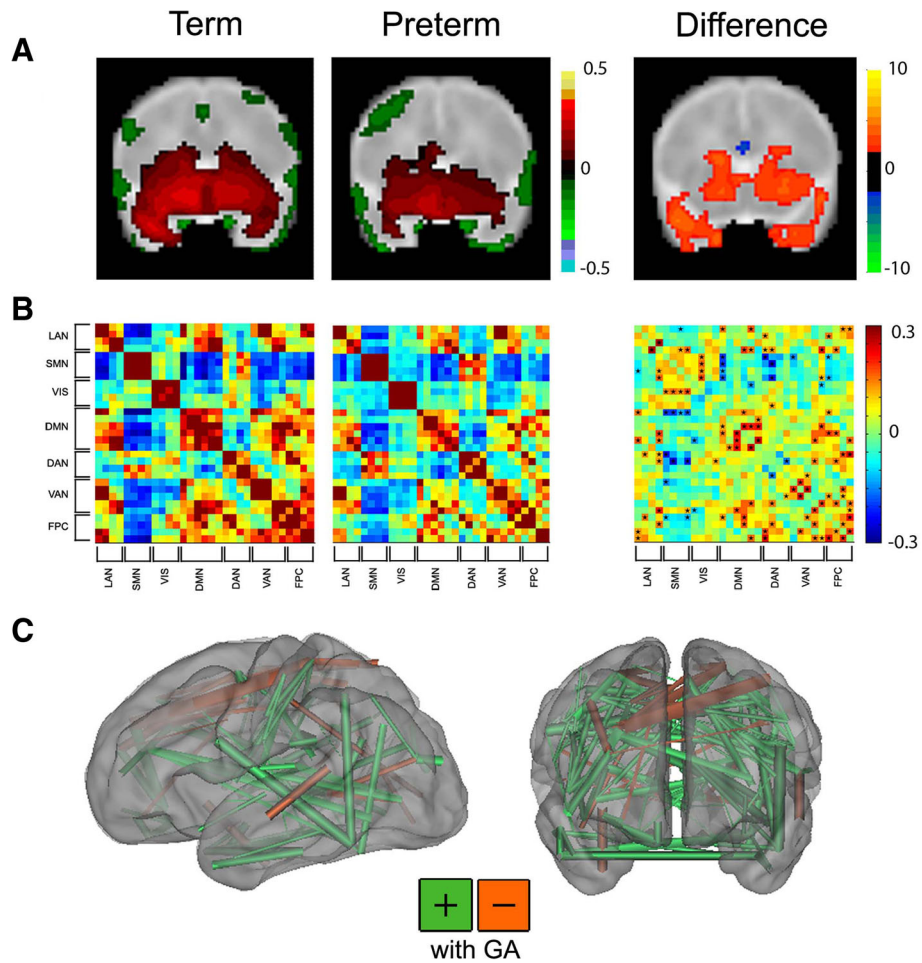 Term Preterm Difference
A
0.5
0
-0.5
10
0
-10
B
LAN
SMN
VIS
DMN
DAN
VAN
FPC
LAN SMN VIS DMN DAN VAN FPC
LAN SMN VIS DMN DAN VAN FPC
LAN SMN VIS DMN DAN VAN FPC
0.3
0
-0.3
C
+ −
with GA